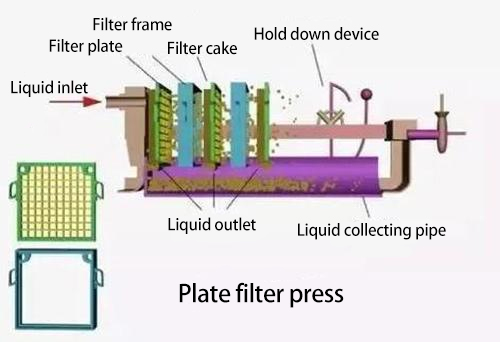 Filter frame
Filter plate
Filter cake
Hold down device
Liquid inlet
Liquid outlet
Liquid collecting pipe
Plate filter press